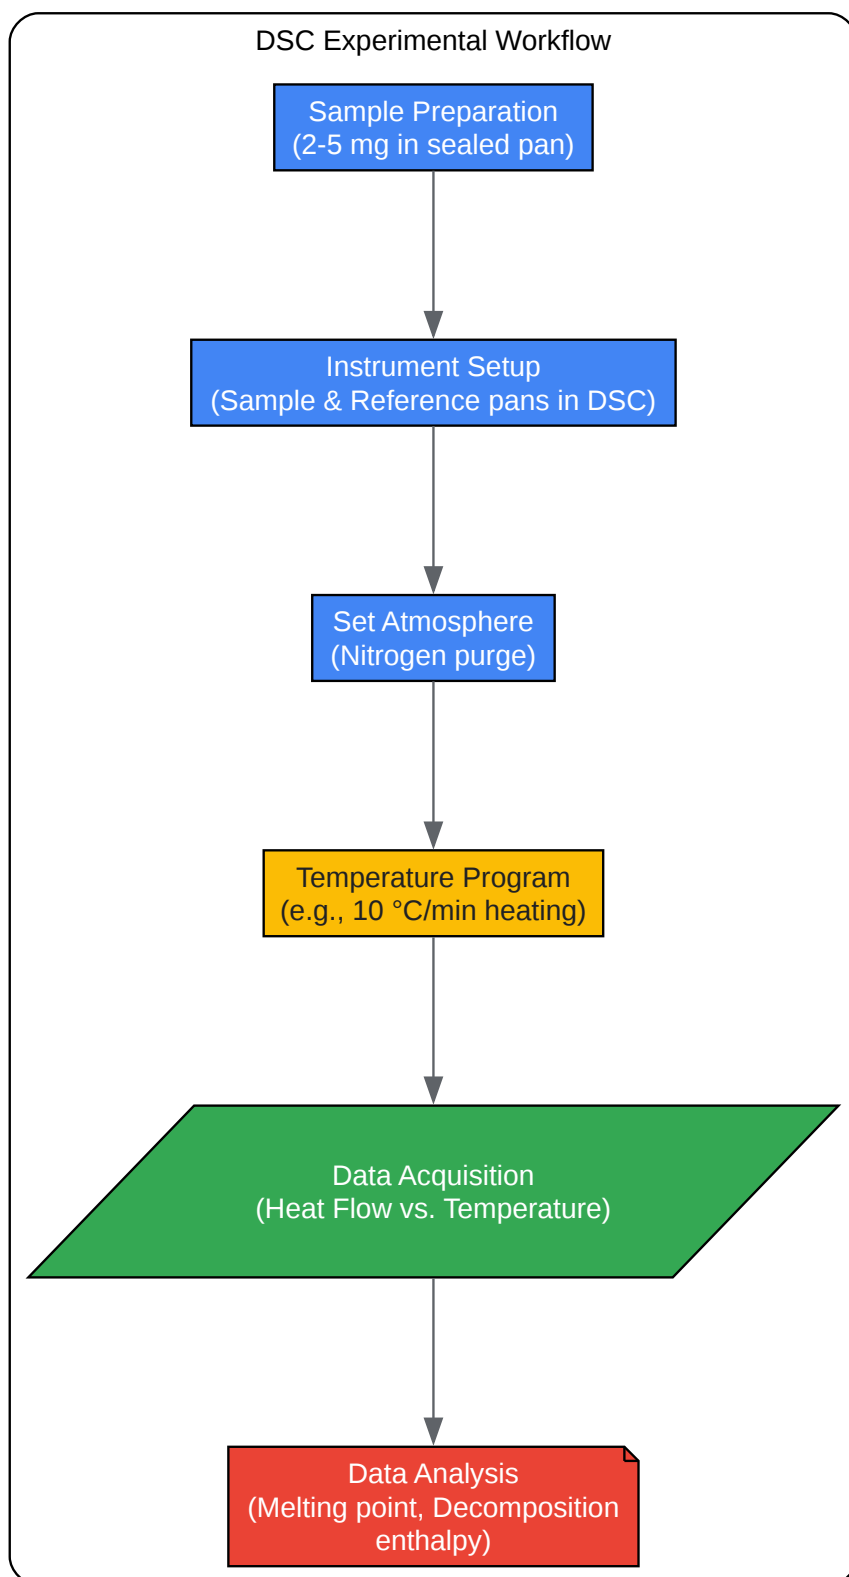 DSC Experimental Workflow
Sample Preparation
(2-5 mg in sealed pan)
Instrument Setup
(Sample & Reference pans in DSC)
Set Atmosphere
(Nitrogen purge)
Temperature Program
(e.g., 10 °C/min heating)
Data Acquisition
(Heat Flow vs. Temperature)
Data Analysis
(Melting point, Decomposition
enthalpy)